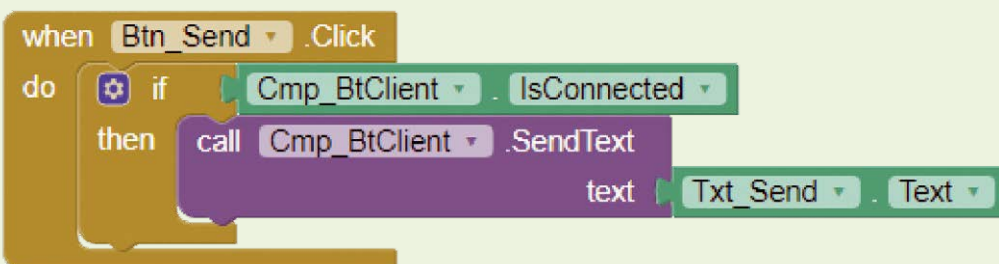 when Btn_Send .Click
do if Cmp_BtClient . IsConnected
then call Cmp_BtClient .SendText
text Txt_Send . Text